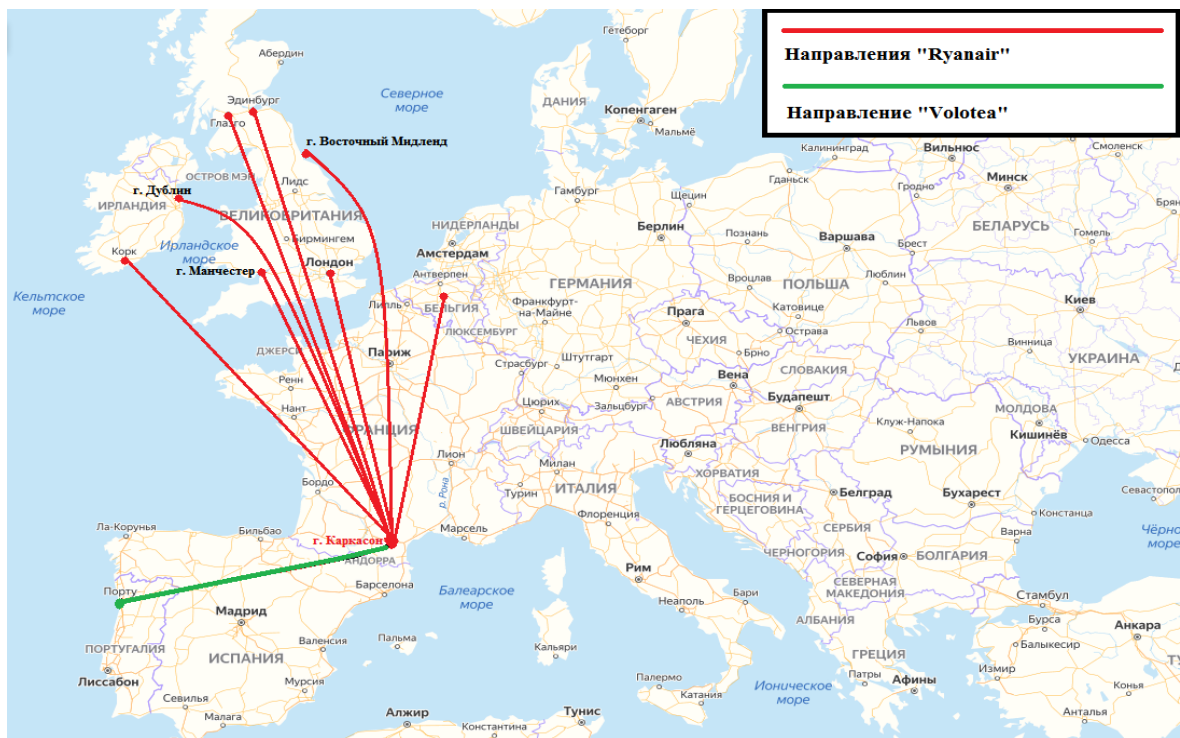 Гётеборг
Направления "Ryanair"
Направление "Volotea"
Абердин
Северное
море
ДАНИЯ
Копенгаген
Мальмё
Эдинбург
Глазго
г. Восточный Мидленд
Калининград
Вильнюс
Смоленск
Гданьск
Минск
Гродно
Щецин
Гамбург
ОСТРОВ МЭН
Лидс
г. Дублин
ИРЛАНДИЯ
ВЕЛИКОБРИТАНИЯ
НИДЕРЛАНДЫ
Берлин
Познань
Варшава
БЕЛАРУСЬ
Брян
Гомель
Брест
Корк
Ирландское
море
Бирмингем
Амстердам
Лондон
г. Манчестер
Антверпен
БЕЛЬГИЯ
ГЕРМАНИЯ
Вроцлав
ПОЛЬША
Люблин
Кельтское
море
Лилль
Франкфурт-
на-Майне
Прага
Катовице
Киев
ЛЮКСЕМБУРГ
ЧЕХИЯ
Острава
Львов
Винница
УКРАИНА
ДЖЕРСИ
Париж
Страсбург
Штутгарт
Брно
СЛОВАКИЯ
Ренн
Мюнхен
Вена
Нант
Цюрих
Зальцбург
АВСТРИЯ
Будапешт
МОЛДОВА
ФРАНЦИЯ
ШВЕЙЦАРИЯ
ВЕНГРИЯ
Клуж-Напока
Кишинёв
Одесса
Лион
Милан
Любляна
РУМЫНИЯ
Бордо
р. Рона
Турин
ИТАЛИЯ
ХОРВАТИЯ
БОСНИЯ И
ГЕРЦЕГОВИНА
Белград
Бухарест
Севастополь
Ла-Корунья
Бильбао
г. Каркасон
Марсель
Флоренция
СЕРБИЯ
Констанца
Варна
Чёрно
море
АНДОРРА
ЧЕРНОГОРИЯ
София
БОЛГАРИЯ
Порту
Барселона
Балеарское
море
Рим
СЕВЕРНАЯ
МАКЕДОНИЯ
Стамбул
Мадрид
Неаполь
Бари
АЛБАНИЯ
Бурса
Анкара
ПОРТУГАЛИЯ
Валенсия
Пальма
Кальяри
Балыкесир
ИСПАНИЯ
ГРЕЦИЯ
ТУ
Лиссабон
Мурсия
Палермо
Ионическое
море
Патры
Афины
Измир
Конья
Севилья
Катания
Малага
Алжир
Константина
Тунис
Анталья